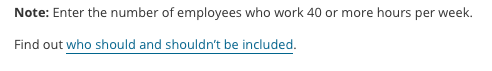 Note: Enter the number of employees who work 40 or more hours per week.
Find out who should and shouldn’t be included.